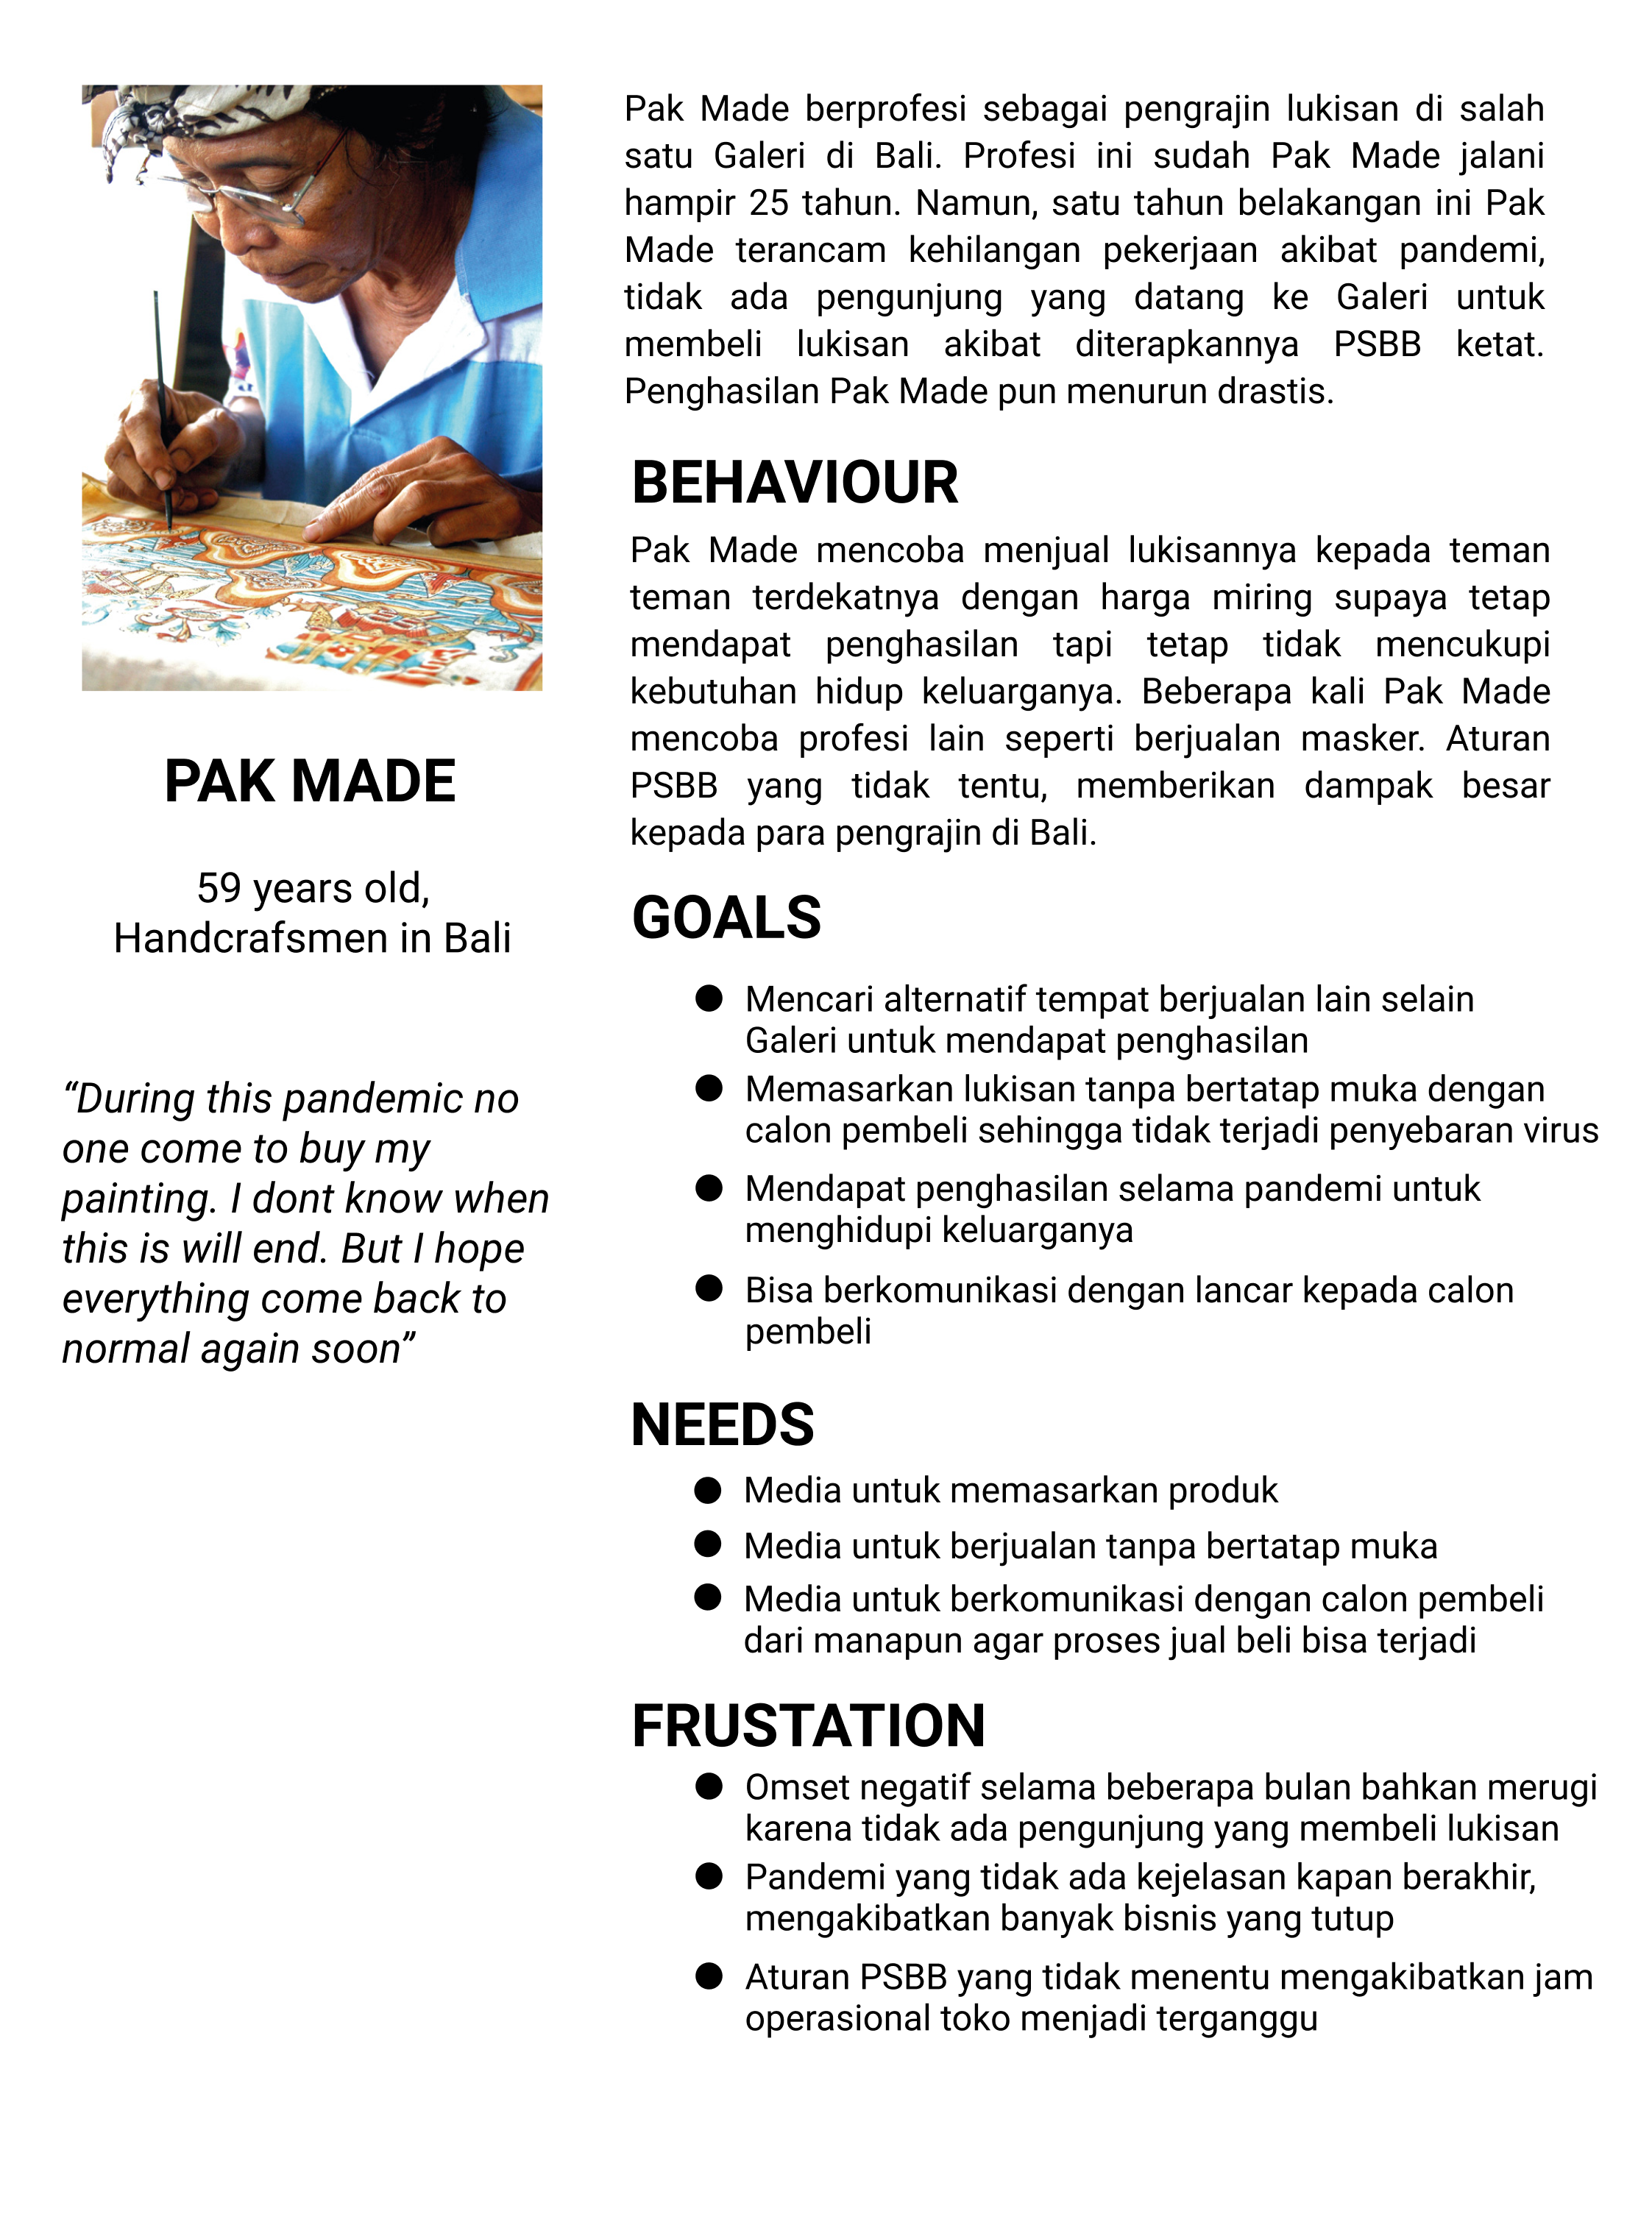 PAK MADE
59 years old,
Handcrafsmen in Bali
“During this pandemic no
one come to buy my
painting. I dont know when
this is will end. But I hope
everything come back to
normal again soon”
Pak Made berprofesi sebagai pengrajin lukisan di salah
satu Galeri di Bali. Profesi ini sudah Pak Made jalani
hampir 25 tahun. Namun, satu tahun belakangan ini Pak
Made terancam kehilangan pekerjaan akibat pandemi,
tidak ada pengunjung yang datang ke Galeri untuk
membeli lukisan akibat diterapkannya PSBB ketat.
Penghasilan Pak Made pun menurun drastis.
BEHAVIOUR
Pak Made mencoba menjual lukisannya kepada teman
teman terdekatnya dengan harga miring supaya tetap
mendapat penghasilan tapi tetap tidak mencukupi
kebutuhan hidup keluarganya. Beberapa kali Pak Made
mencoba profesi lain seperti berjualan masker. Aturan
PSBB yang tidak tentu, memberikan dampak besar
kepada para pengrajin di Bali.
GOALS
● Mencari alternatif tempat berjualan lain selain
Galeri untuk mendapat penghasilan
● Memasarkan lukisan tanpa bertatap muka dengan
calon pembeli sehingga tidak terjadi penyebaran virus
● Mendapat penghasilan selama pandemi untuk
menghidupi keluarganya
● Bisa berkomunikasi dengan lancar kepada calon
pembeli
NEEDS
● Media untuk memasarkan produk
● Media untuk berjualan tanpa bertatap muka
● Media untuk berkomunikasi dengan calon pembeli
dari manapun agar proses jual beli bisa terjadi
FRUSTATION
● Omset negatif selama beberapa bulan bahkan merugi
karena tidak ada pengunjung yang membeli lukisan
● Pandemi yang tidak ada kejelasan kapan berakhir,
mengakibatkan banyak bisnis yang tutup
● Aturan PSBB yang tidak menentu mengakibatkan jam
operasional toko menjadi terganggu